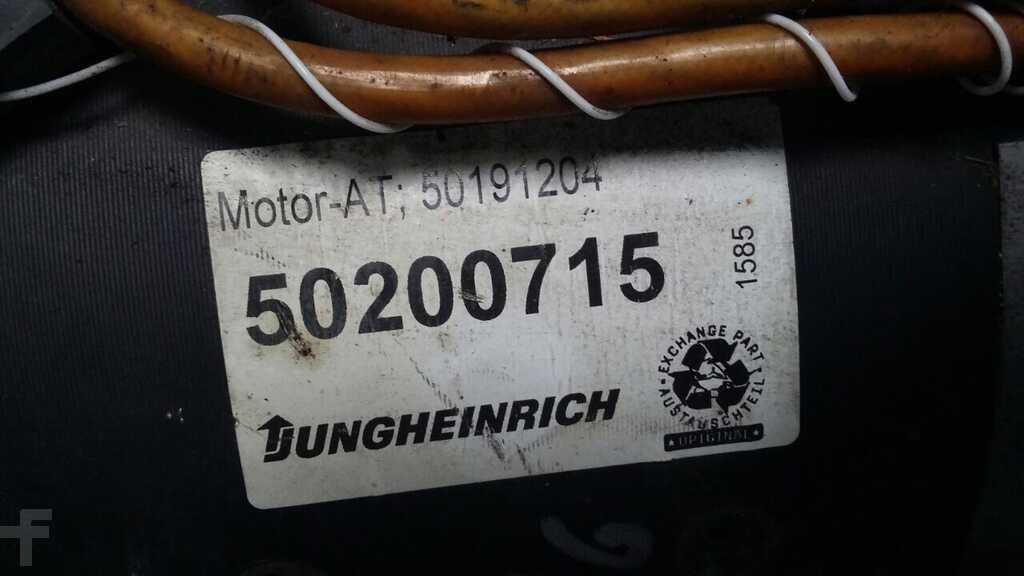 Motor-AT; 50191204
50200715
1585
JUNGHEINRICH
EXCHANGE PART
AUSTAUSCHTEIL
ORIGINAL